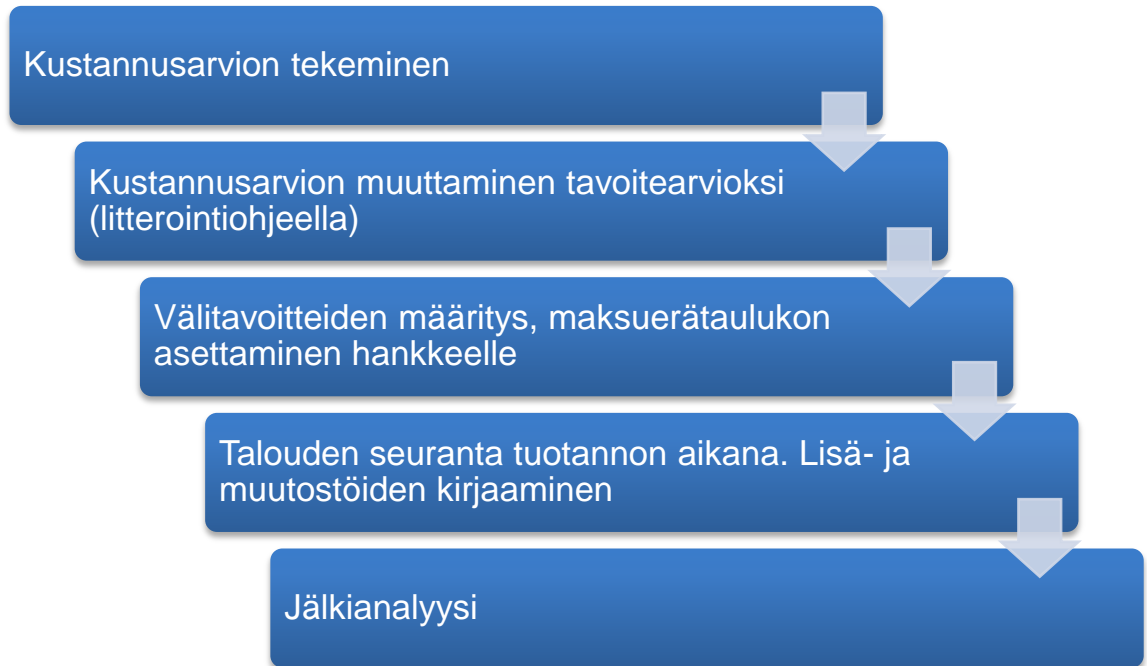 Kustannusarvion tekeminen
Kustannusarvion muuttaminen tavoitearvioksi
(litterointiohjeella)
Välitavoitteiden määritys, maksuerätaulukon
asettaminen hankkeelle
Talouden seuranta tuotannon aikana. Lisä- ja
muutostöiden kirjaaminen
Jälkianalyysi